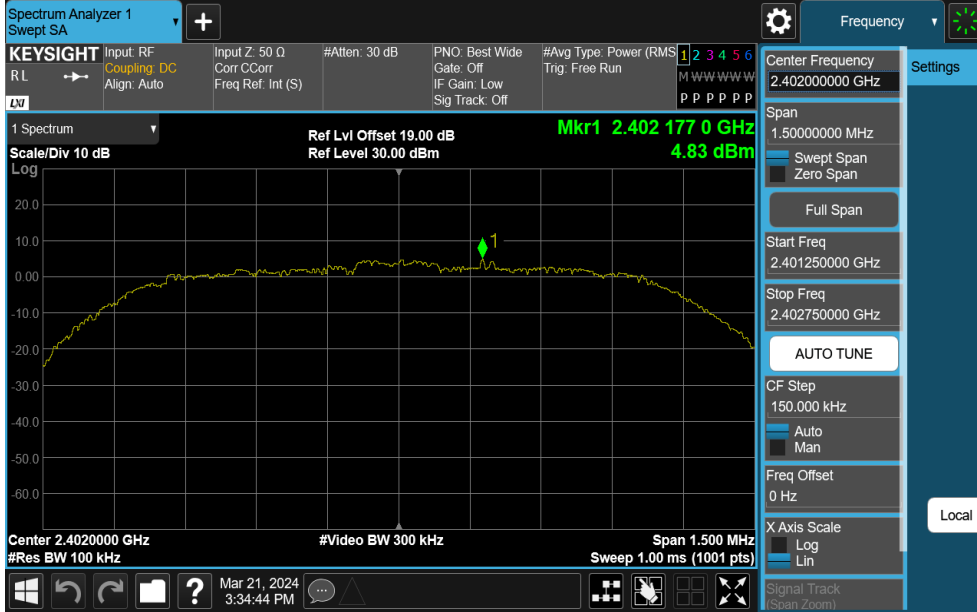 Spectrum Analyzer 1
Swept SA
+
Frequency
KEYSIGHT
R L
LXI
Input: RF
Coupling: DC
Align: Auto
Input Z: 50 Ω
Corr CCorr
Freq Ref: Int (S)
#Atten: 30 dB
PNO: Best Wide
Gate: Off
IF Gain: Low
Sig Track: Off
#Avg Type: Power (RMS
Trig: Free Run
1 2 3 4 5 6
M W W W W W
P P P P P P
1 Spectrum
Scale/Div 10 dB
Log
Ref Lvl Offset 19.00 dB
Ref Level 30.00 dBm
Mkr1 2.402 177 0 GHz
4.83 dBm
20.0
10.0
0.00
-10.0
-20.0
-30.0
-40.0
-50.0
-60.0
1
Center 2.4020000 GHz
#Res BW 100 kHz
#Video BW 300 kHz
Span 1.500 MHz
Sweep 1.00 ms (1001 pts)
Center Frequency
2.402000000 GHz
Span
1.50000000 MHz
Swept Span
Zero Span
Full Span
Start Freq
2.401250000 GHz
Stop Freq
2.402750000 GHz
AUTO TUNE
CF Step
150.000 kHz
Auto
Man
Freq Offset
0 Hz
X Axis Scale
Log
Lin
Signal Track
(Span Zoom)
Settings
Local
?
Mar 21, 2024
3:34:44 PM